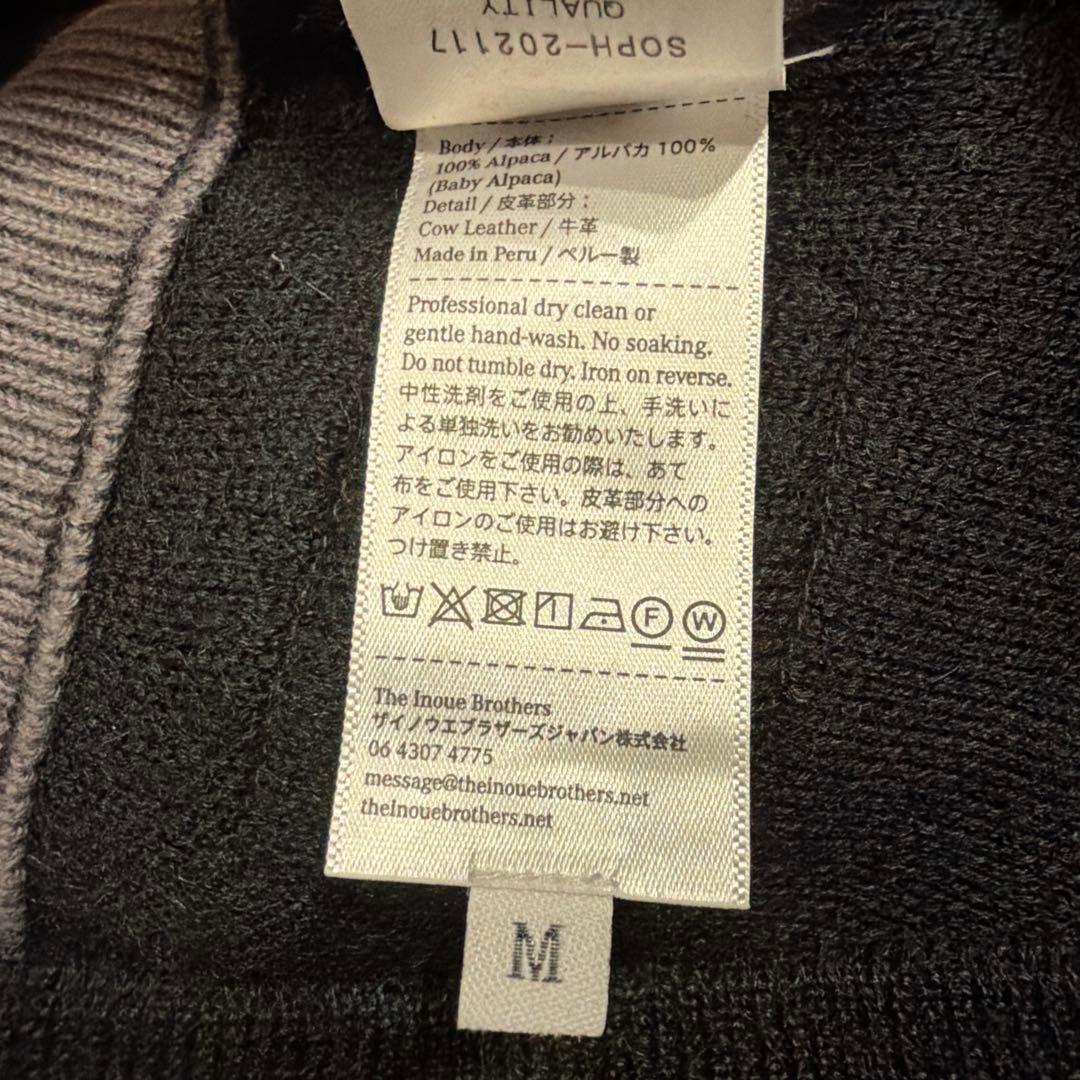 SOPH-202117
QUALITY
Body / 本体 :
100% Alpaca / アルパカ 100%
(Baby Alpaca)
Detail / 皮革部分 :
Cow Leather / 牛革
Made in Peru / ペルー製
Professional dry clean or
gentle hand-wash. No soaking.
Do not tumble dry. Iron on reverse.
中性洗剤をご使用の上、手洗いに
よる単独洗いをお勧めいたします。
アイロンをご使用の際は、あて
布をご使用下さい。皮革部分への
アイロンのご使用はお避け下さい。
つけ置き禁止。
F W
The Inoue Brothers
ザイノウエブラザーズジャパン株式会社
06 4307 4775
message@theinouebrothers.net
theinouebrothers.net
M